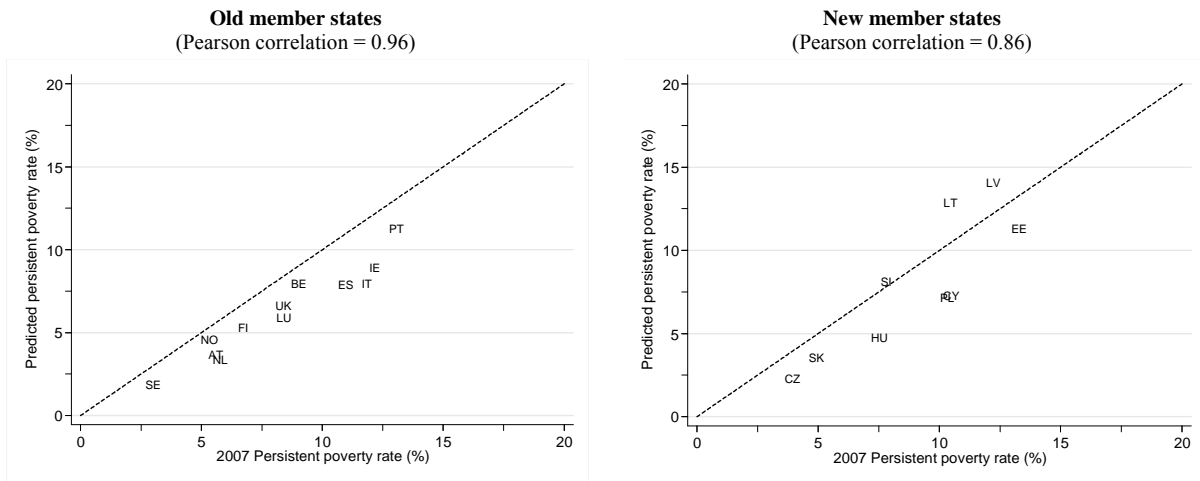 Old member states
(Pearson correlation = 0.96)
20
15
10
5
0
Predicted persistent poverty rate (%)
PT
IE
BE
ES
IT
UK
LU
FI
NO
AT
NL
SE
0
5
10
15
20
2007 Persistent poverty rate (%)
New member states
(Pearson correlation = 0.86)
20
15
10
5
0
Predicted persistent poverty rate (%)
LV
LT
EE
SI
CY
PL
HU
SK
CZ
0
5
10
15
20
2007 Persistent poverty rate (%)